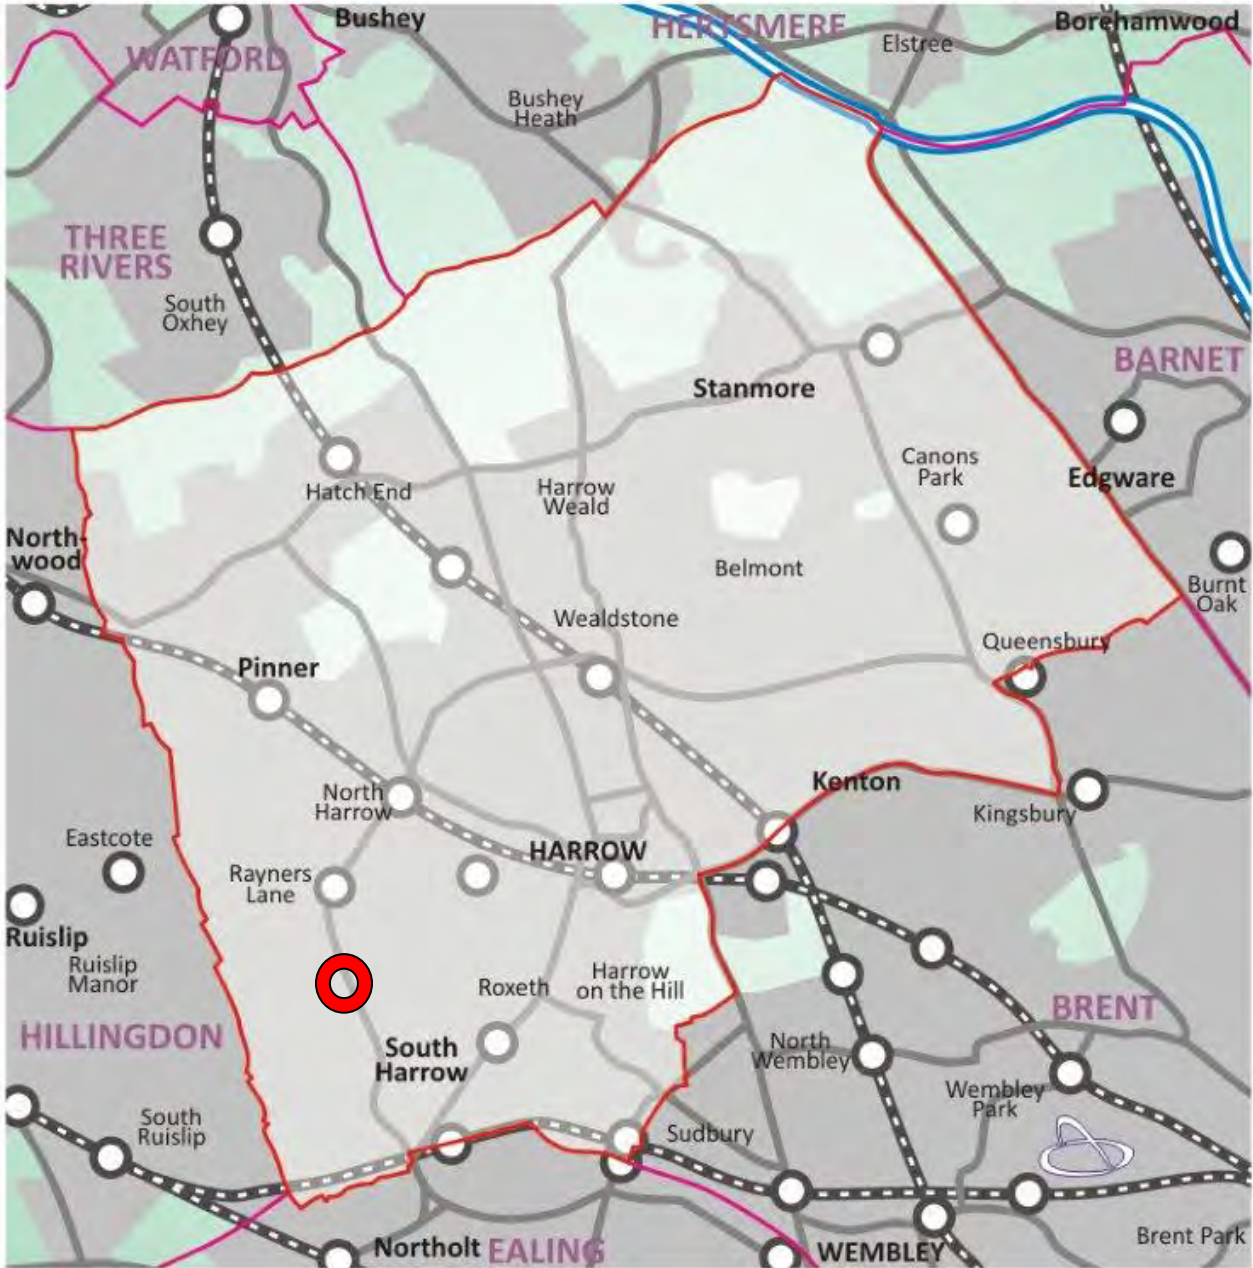 Bushey
HERTSMERE
Borehamwood
WATFORD
Elstree
Bushey
Heath
THREE
RIVERS
South
Oxhey
BARNET
Stanmore
Canons
Park
Edgware
Hatch End
Harrow
Weald
North-
wood
Belmont
Burnt
Oak
Wealdstone
Queensbury
Pinner
North
Harrow
Kenton
Kingsbury
Eastcote
HARROW
Rayners
Lane
Ruislip
Ruislip
Manor
Roxeth
Harrow
on the Hill
HILLINGDON
BRENT
South
Harrow
North
Wembley
Wembley
Park
South
Ruislip
Sudbury
Northolt
EALING
WEMBLEY
Brent Park